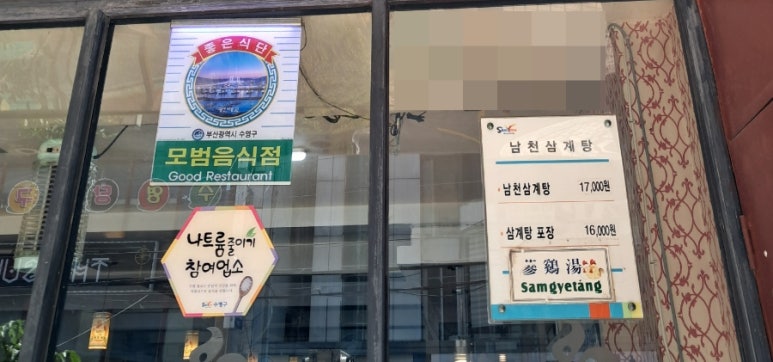 좋은식단
부산광역시 수영구
모범음식점
Good Restaurant
나트륨줄이기
참여업소
수영구
남천삼계탕
남천삼계탕 17,000원
삼계탕 포장 16,000원
蔘鷄湯
Samgyetang